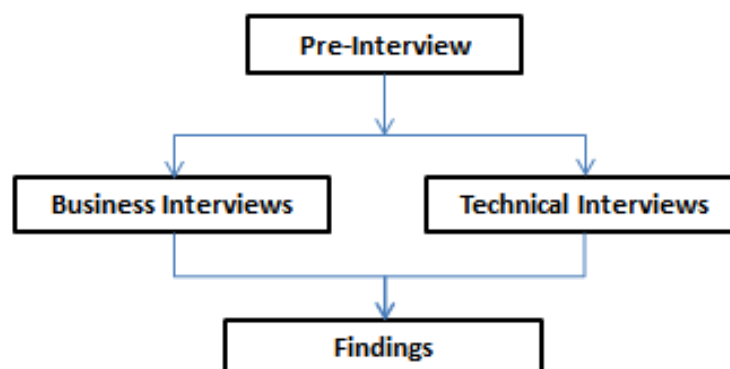 Pre-Interview
Business Interviews
Technical Interviews
Findings